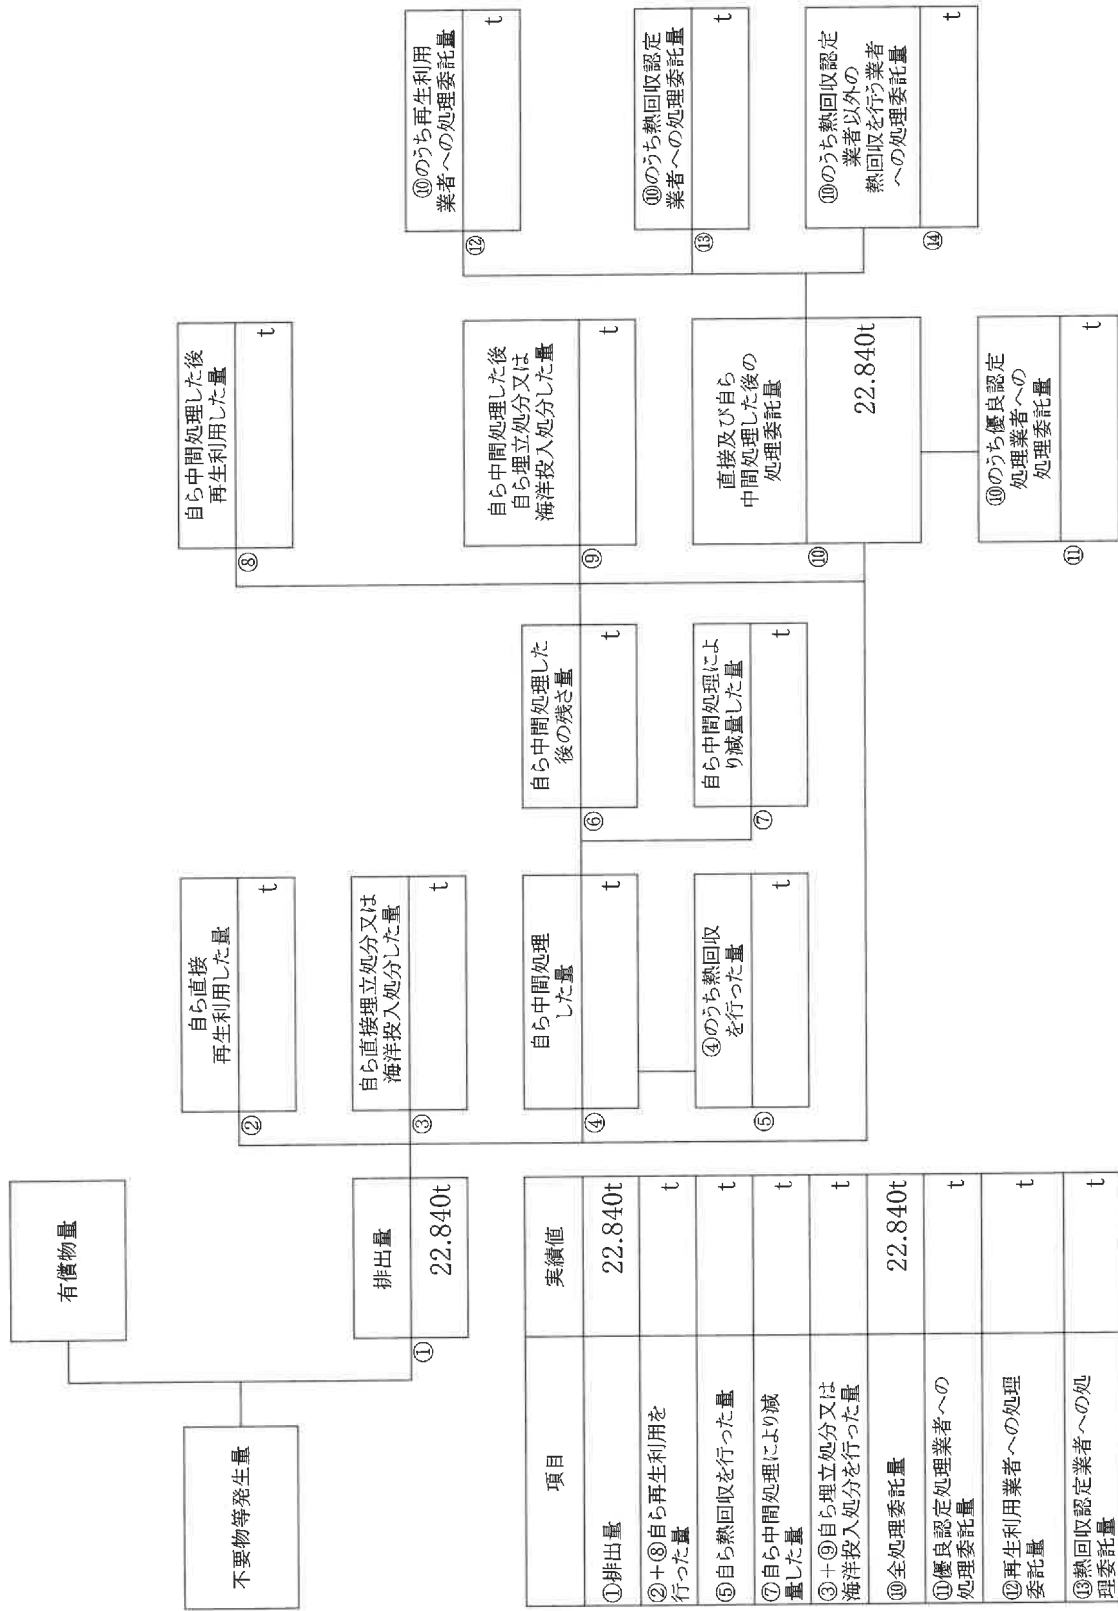 不要物等発生量
有償物量
①
排出量
22.840t
②
自ら直接
再生利用した量
t
③
自ら直接埋立処分又は
海洋投入処分した量
t
④
自ら中間処理
した量
t
⑤
④のうち熱回収
を行った量
t
⑥
自ら中間処理した
後の残さ量
t
⑦
自ら中間処理によ
り減量した量
t
⑧
自ら中間処理した後
再生利用した量
t
⑨
自ら中間処理した後
自ら埋立処分又は
海洋投入処分した量
t
⑩
直接及び自ら
中間処理した後の
処理委託量
22.840t
⑪
⑩のうち優良認定
処理業者への
処理委託量
t
⑫
⑩のうち再生利用
業者への処理委託量
t
⑬
⑩のうち熱回収認定
業者への処理委託量
t
⑭
⑩のうち熱回収認定
業者以外の
熱回収を行う業者
への処理委託量
t
項目 実績値
①排出量 22.840t
②＋⑧自ら再生利用を
行った量 t
⑤自ら熱回収を行った量 t
⑦自ら中間処理により減
量した量 t
③＋⑨自ら埋立処分又は
海洋投入処分を行った量 t
⑩全処理委託量 22.840t
⑪優良認定処理業者への
処理委託量 t
⑫再生利用業者への処理
委託量 t
⑬熱回収認定業者への処
理委託量 t